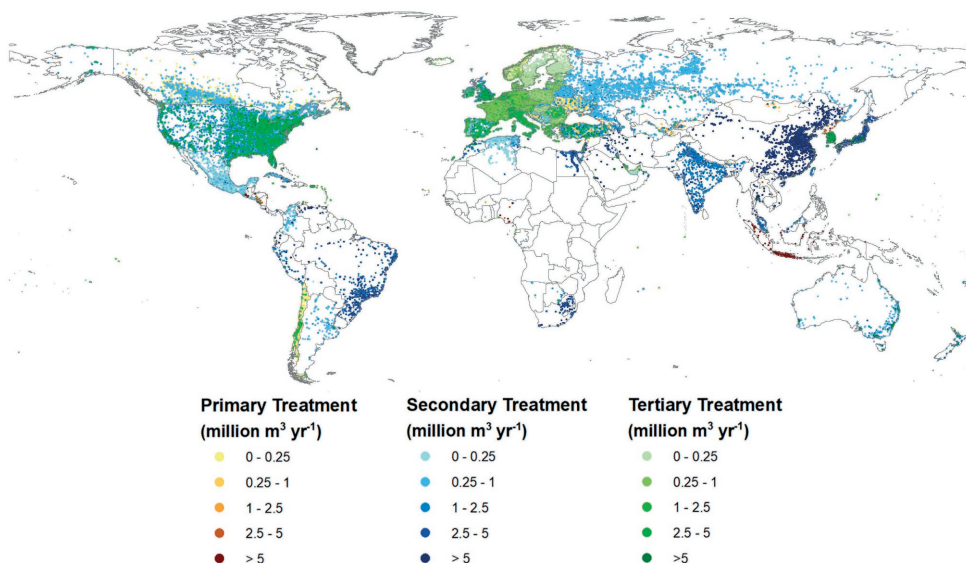 Primary Treatment
(million m³ yr⁻¹)
0 - 0.25
0.25 - 1
1 - 2.5
2.5 - 5
> 5
Secondary Treatment
(million m³ yr⁻¹)
0 - 0.25
0.25 - 1
1 - 2.5
2.5 - 5
> 5
Tertiary Treatment
(million m³ yr⁻¹)
0 - 0.25
0.25 - 1
1 - 2.5
2.5 - 5
>5